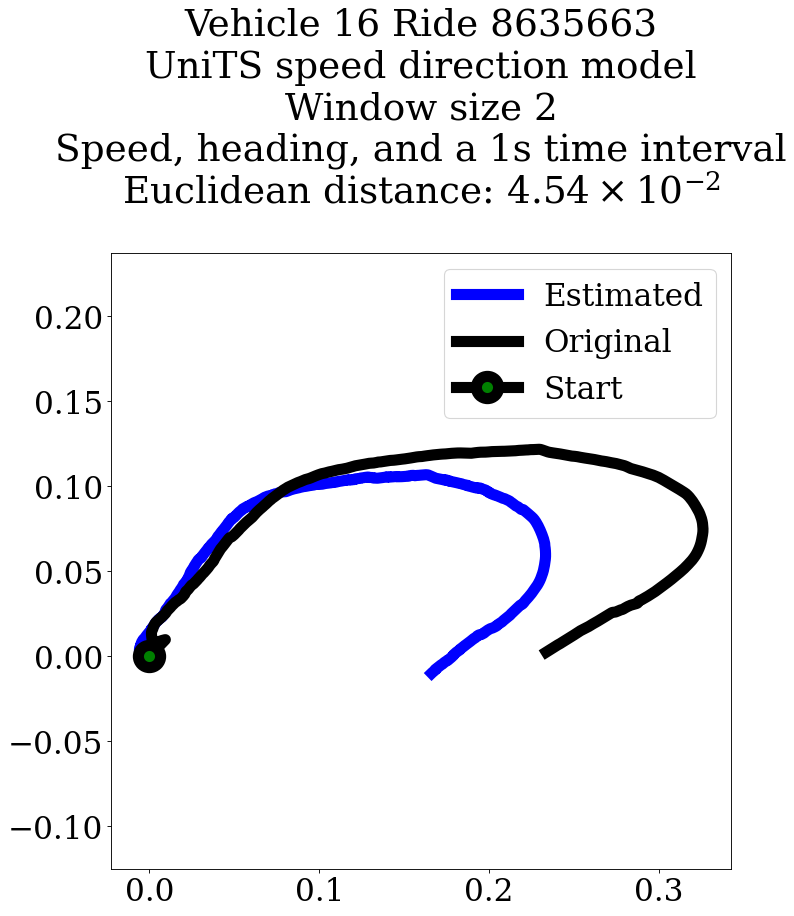 Vehicle 16 Ride 8635663
UniTS speed direction model
Window size 2
Speed, heading, and a 1s time interval
Euclidean distance: 4.54 × 10⁻²
Estimated
Original
Start
0.20
0.15
0.10
0.05
0.00
−0.05
−0.10
0.0 0.1 0.2 0.3